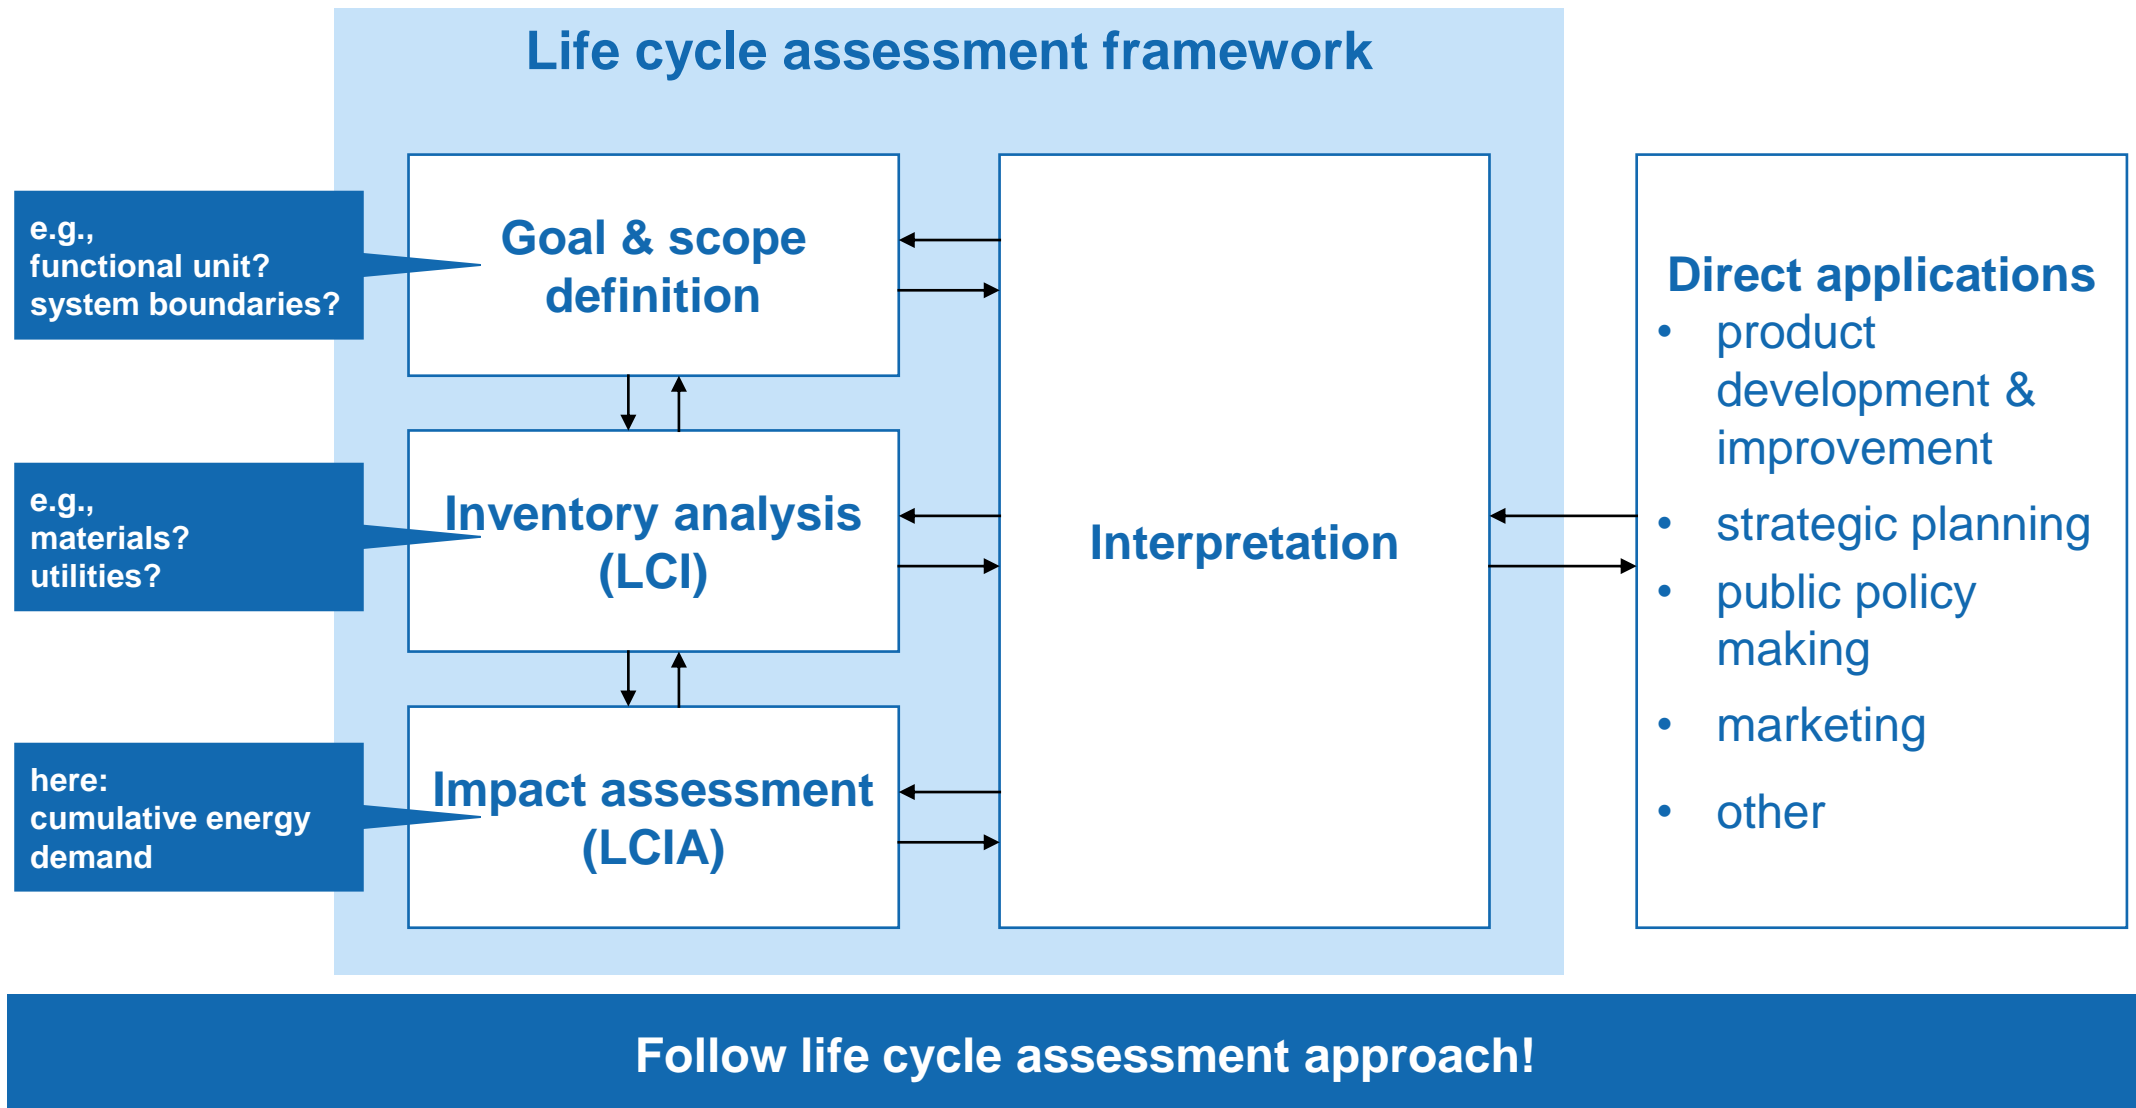 Life cycle assessment framework
e.g.,
functional unit?
system boundaries?
Goal & scope
definition
e.g.,
materials?
utilities?
Inventory analysis
(LCI)
here:
cumulative energy
demand
Impact assessment
(LCIA)
Interpretation
Direct applications
• product
development &
improvement
• strategic planning
• public policy
making
• marketing
• other
Follow life cycle assessment approach!